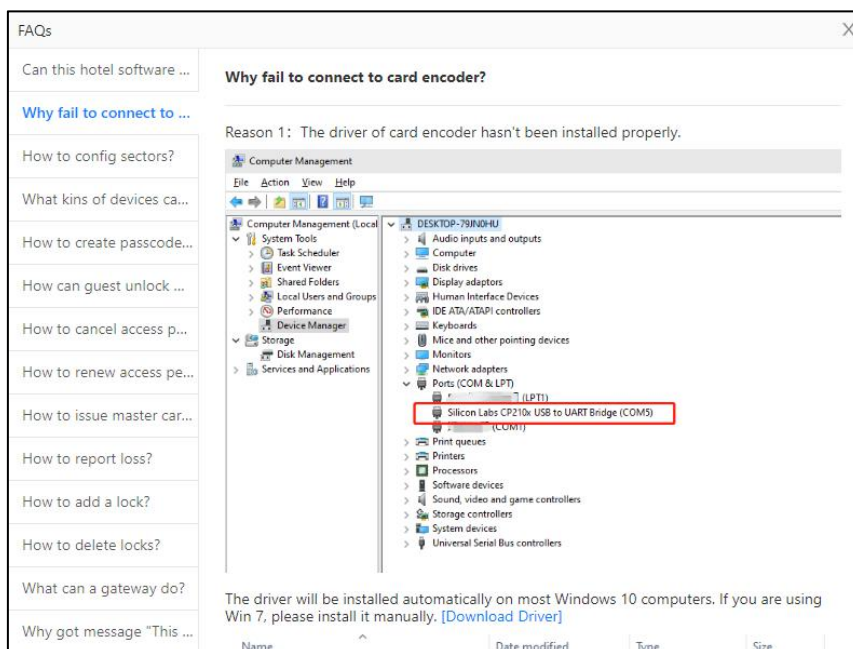 FAQs
X
Can this hotel software ...
Why fail to connect to ...
How to config sectors?
What kins of devices ca...
How to create passcode...
How can guest unlock ...
How to cancel access p...
How to renew access pe...
How to issue master car...
How to report loss?
How to add a lock?
How to delete locks?
What can a gateway do?
Why got message "This ...
Why fail to connect to card encoder?
Reason 1: The driver of card encoder hasn't been installed properly.
Computer Management
File Action View Help
Computer Management (Local
System Tools
Task Scheduler
Event Viewer
Shared Folders
Local Users and Groups
Performance
Device Manager
Storage
Disk Management
Services and Applications
DESKTOP-79JN0HU
Audio inputs and outputs
Computer
Disk drives
Display adaptors
Human Interface Devices
IDE ATA/ATAPI controllers
Keyboards
Mice and other pointing devices
Monitors
Network adapters
Ports (COM & LPT)
(LPT1)
Silicon Labs CP210x USB to UART Bridge (COM5)
(COM1)
Print queues
Printers
Processors
Software devices
Sound, video and game controllers
Storage controllers
System devices
Universal Serial Bus controllers
The driver will be installed automatically on most Windows 10 computers. If you are using
Win 7, please install it manually. [Download Driver]
Name Date modified Type Size